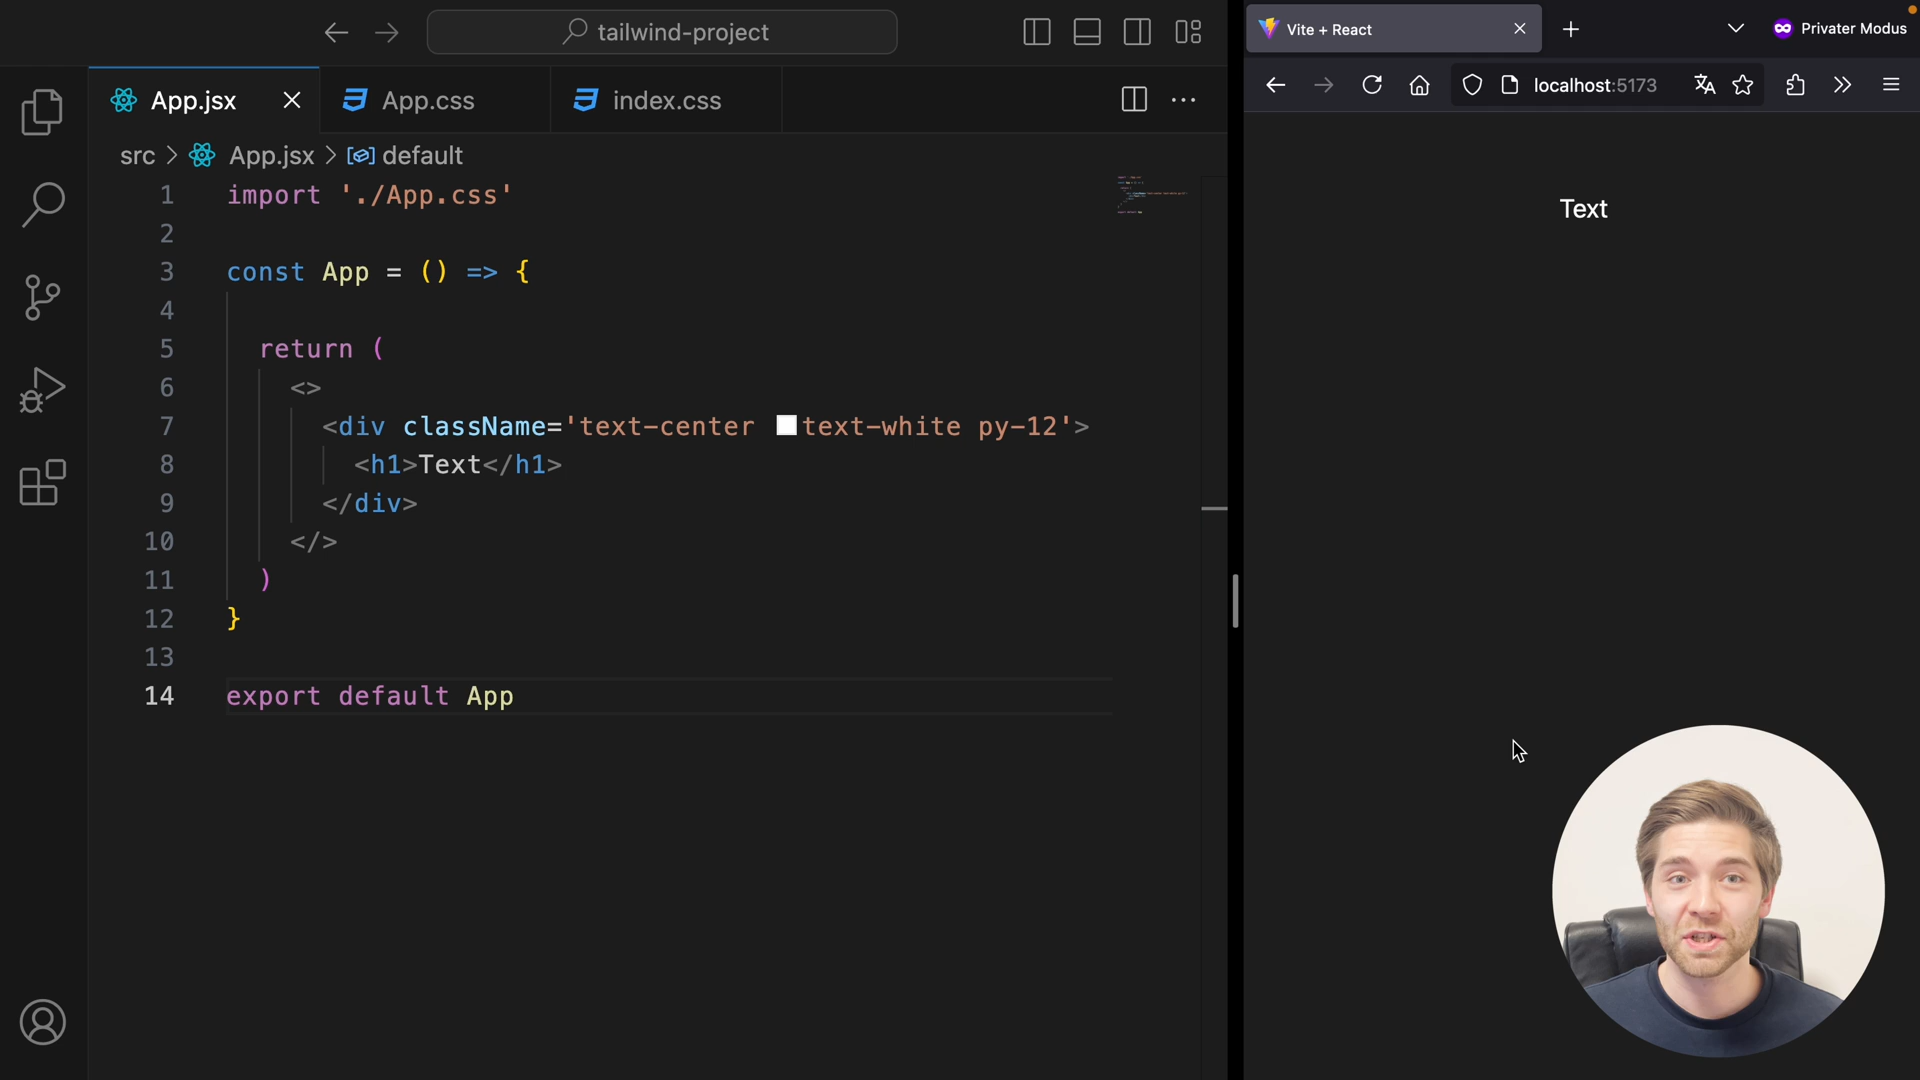 tailwind-project
App.jsx
App.css
index.css
src > App.jsx > default
1 import './App.css'
2
3 const App = () => {
4
5 return (
6 <>
7 <div className='text-center text-white py-12'>
8 <h1>Text</h1>
9 </div>
10 </>
11 )
12 }
13
14 export default App
Vite + React
Privater Modus
localhost:5173
Text